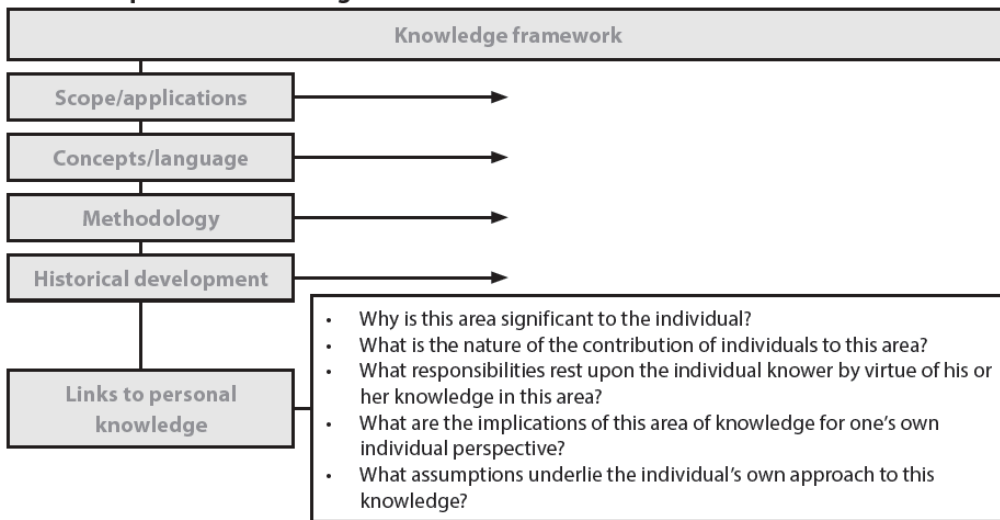 Knowledge framework
Scope/applications
Concepts/language
Methodology
Historical development
Links to personal
knowledge
• Why is this area significant to the individual?
• What is the nature of the contribution of individuals to this area?
• What responsibilities rest upon the individual knower by virtue of his or
her knowledge in this area?
• What are the implications of this area of knowledge for one's own
individual perspective?
• What assumptions underlie the individual's own approach to this
knowledge?